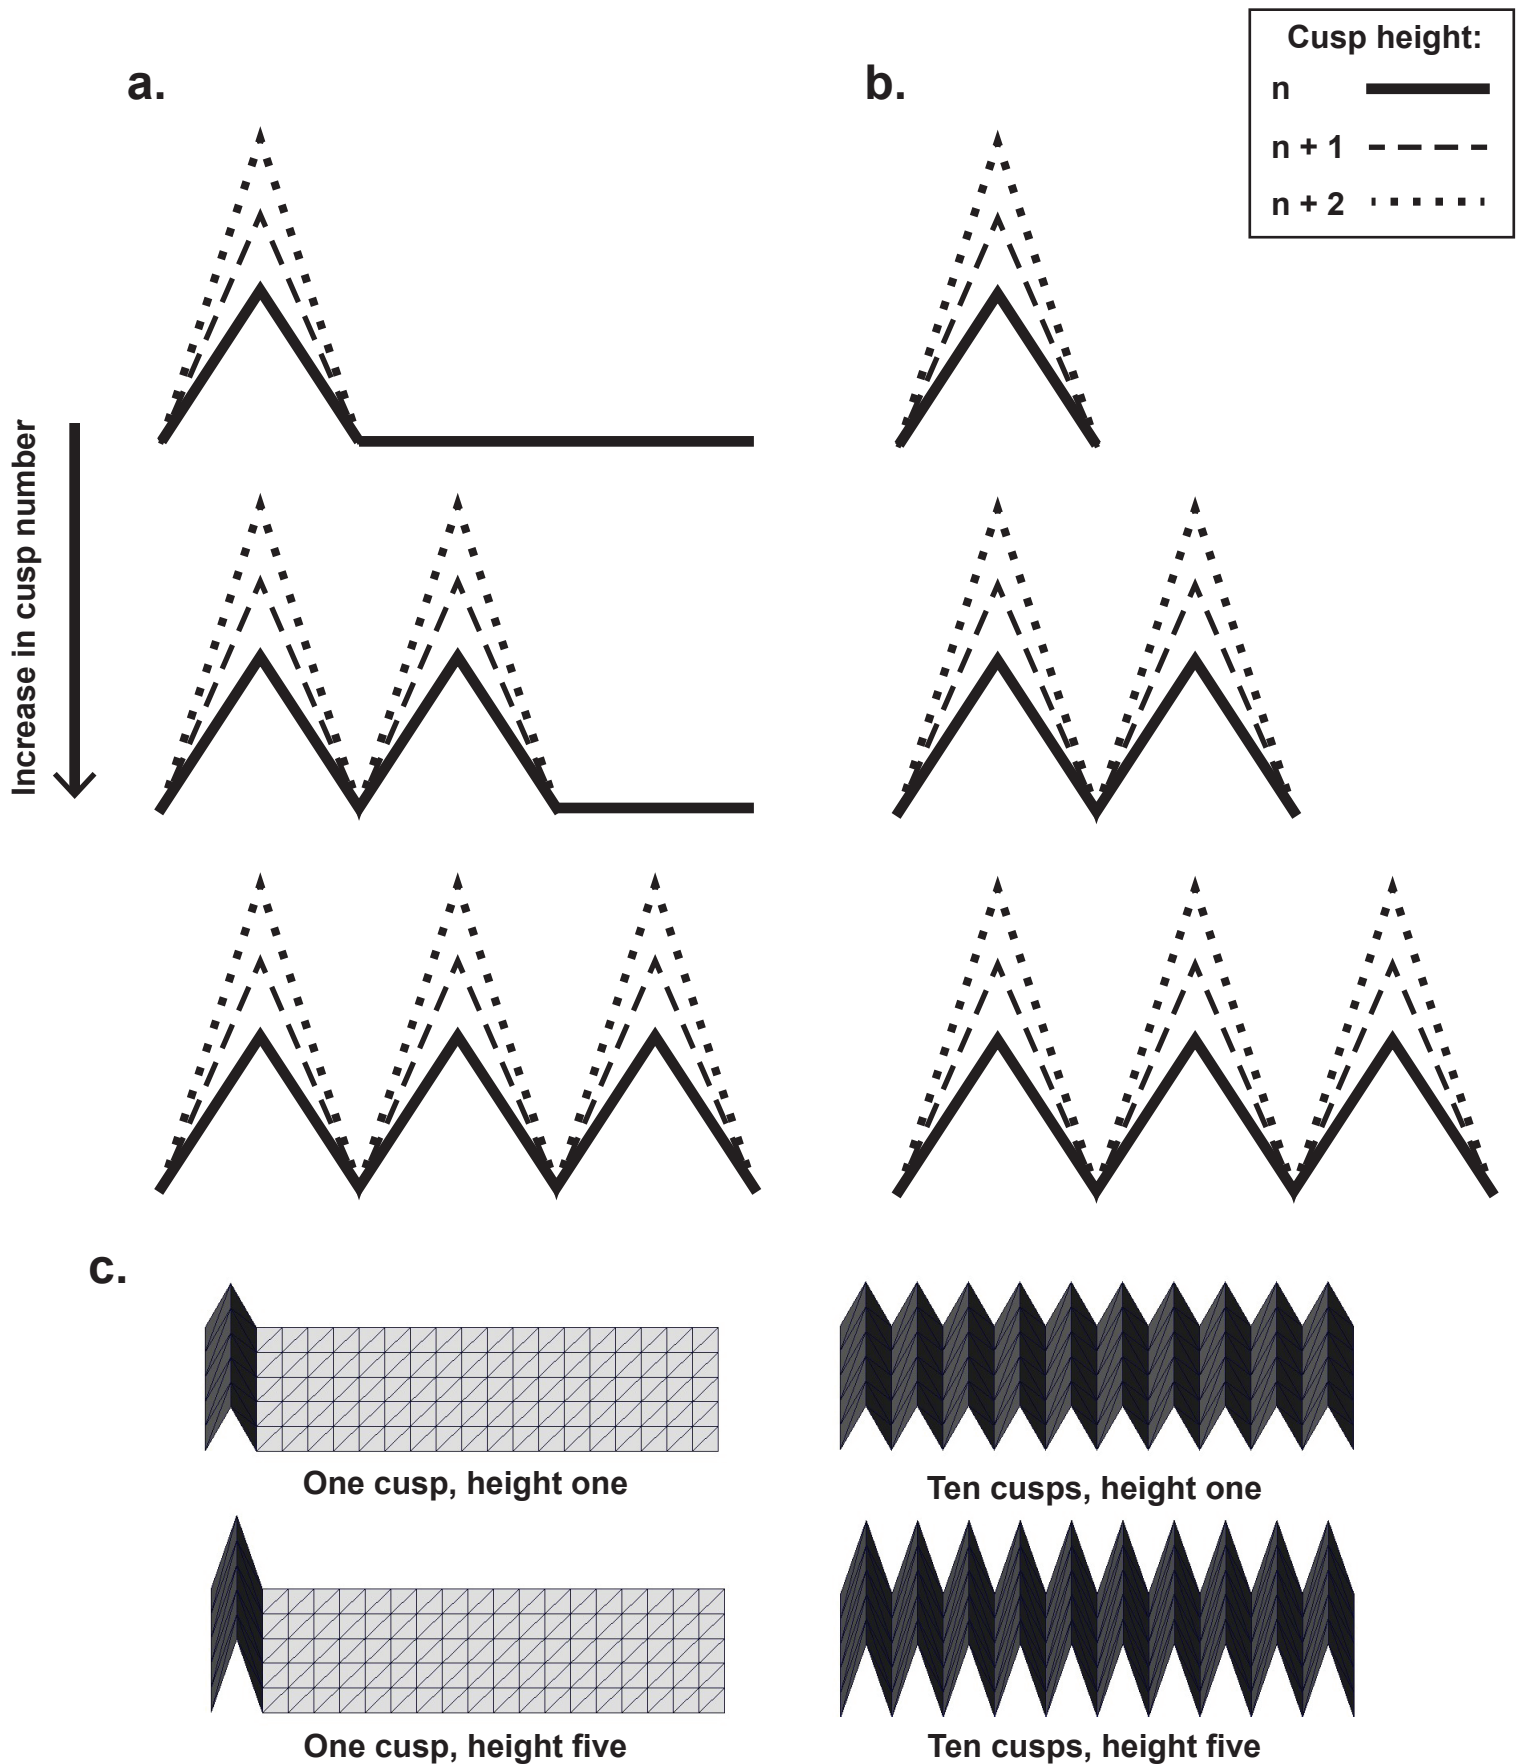 a.
b.
Cusp height:
n
n + 1
n + 2
Increase in cusp number
c.
One cusp, height one
Ten cusps, height one
One cusp, height five
Ten cusps, height five